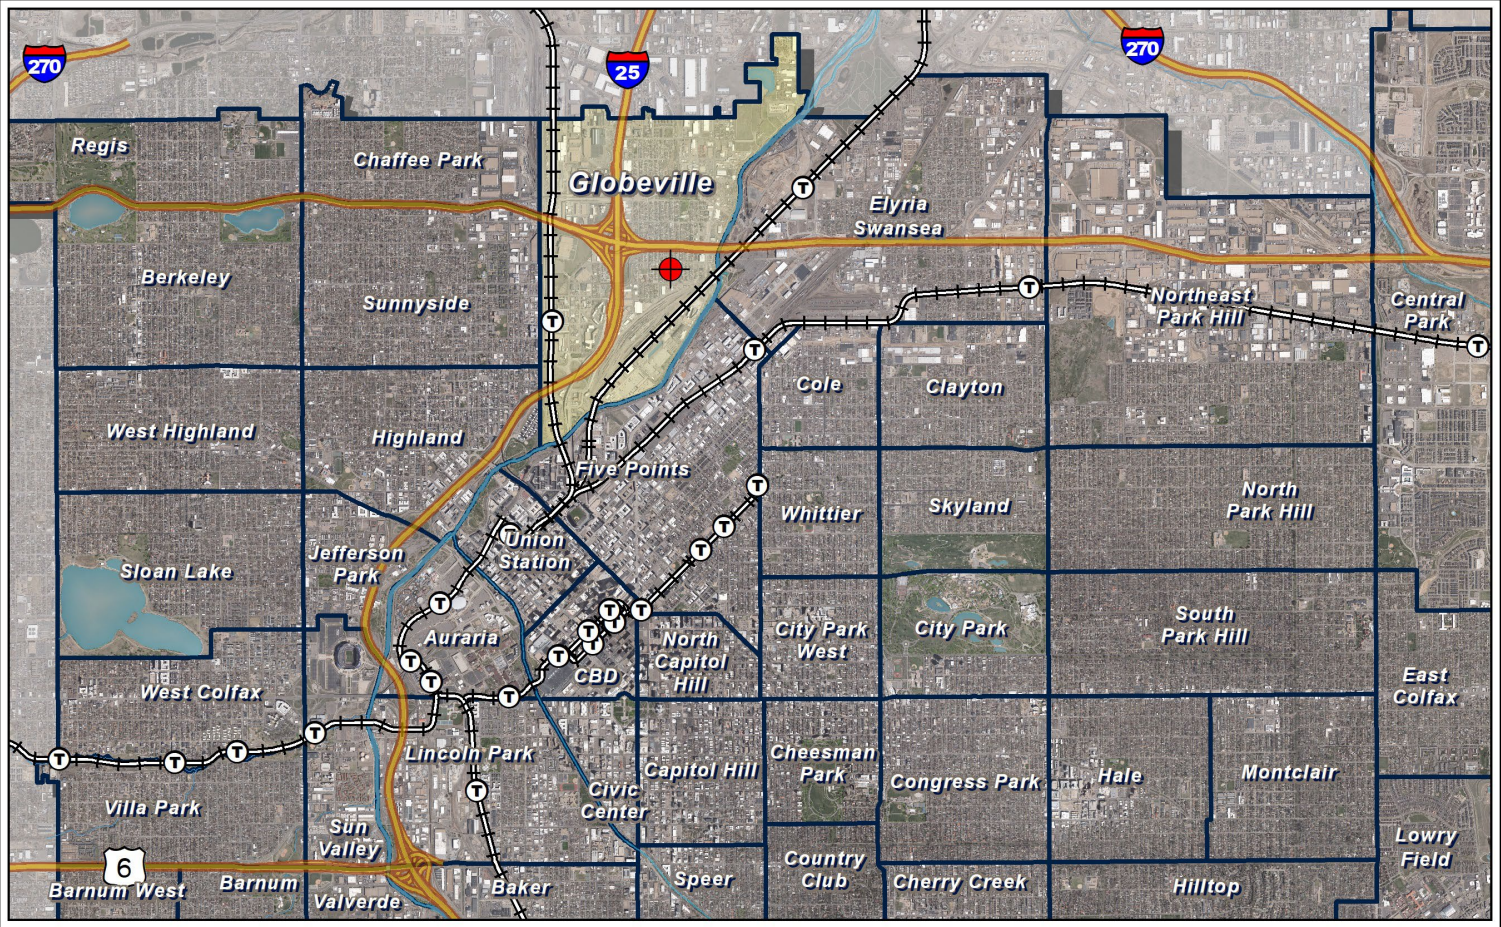 270
25
270
Regis
Chaffee Park
Globeville
T
Elyria
Swansea
Berkeley
Sunnyside
T
T
Northeast
Park Hill
Central
Park
T
T
Cole
Clayton
West Highland
Highland
Five Points
T
Whittier
Skyland
North
Park Hill
T
T
Union
Station
Jefferson
Park
Sloan Lake
T
T
T
T
T
T
T
Auraria
North
Capitol
Hill
City Park
West
City Park
South
Park Hill
T
T
CBD
T
West Colfax
East
Colfax
T
T
T
T
Lincoln Park
Capitol Hill
Cheesman
Park
Congress Park
Hale
Montclair
T
Civic
Center
Villa Park
Sun
Valley
Lowry
Field
6
Barnum West
Barnum
Valverde
Baker
Speer
Country
Club
Cherry Creek
Hilltop